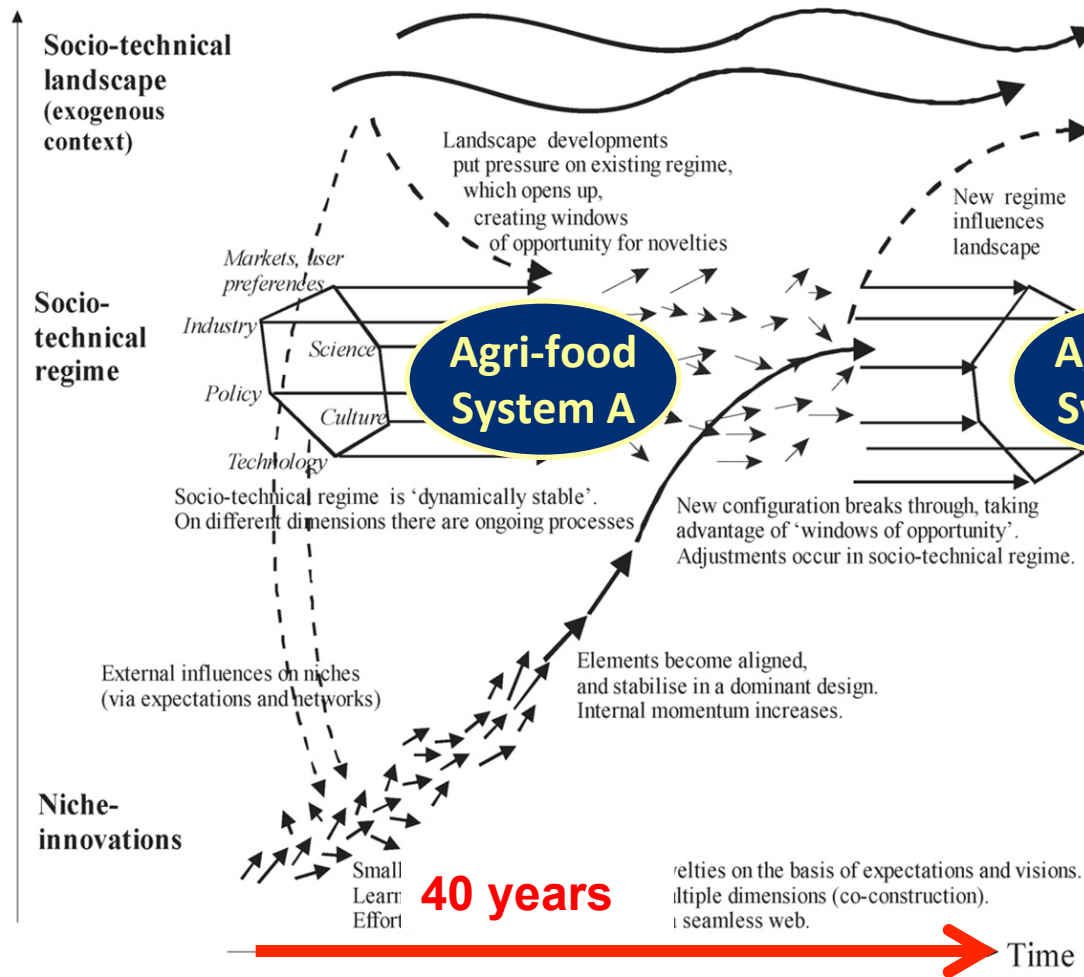 Socio-technical
landscape
(exogenous
context)
Landscape developments
put pressure on existing regime,
which opens up,
creating windows
of opportunity for novelties
New regime
influences
landscape
Markets, user
preferences
Industry
Science
Policy
Culture
Technology
Socio-
technical
regime
Agri-food
System A
A
Sy
Socio-technical regime is ‘dynamically stable’.
On different dimensions there are ongoing processes
New configuration breaks through, taking
advantage of ‘windows of opportunity’.
Adjustments occur in socio-technical regime.
External influences on niches
(via expectations and networks)
Elements become aligned,
and stabilise in a dominant design.
Internal momentum increases.
Niche-
innovations
Small velties on the basis of expectations and visions.
Learn ltiple dimensions (co-construction).
Effort seamless web.
40 years
Time